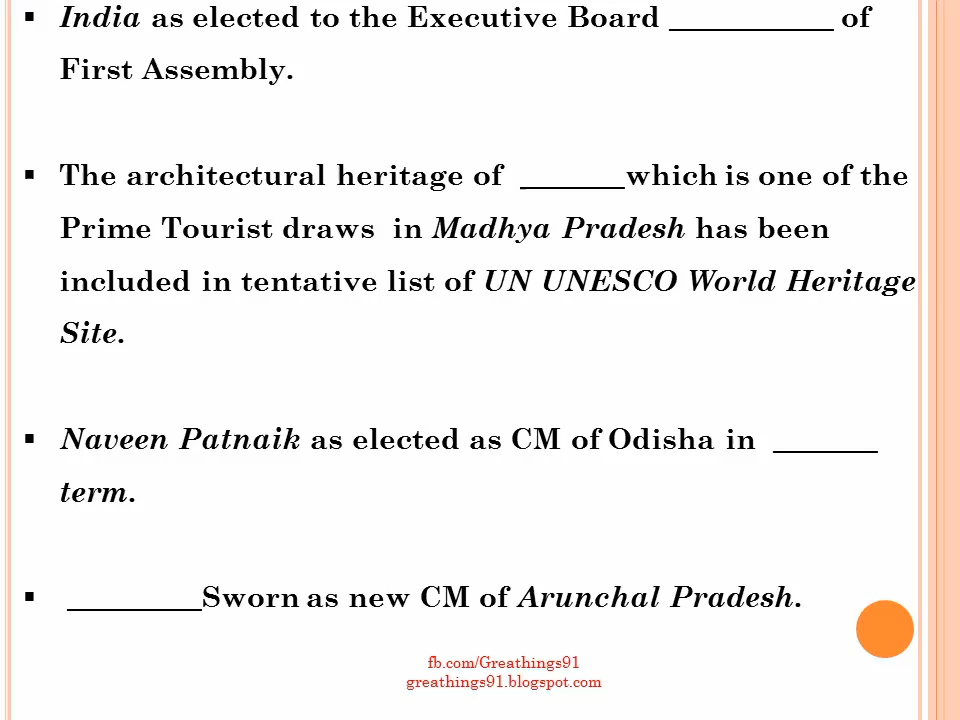 ▪ India as elected to the Executive Board ___________ of
First Assembly.
▪ The architectural heritage of _______which is one of the
Prime Tourist draws in Madhya Pradesh has been
included in tentative list of UN UNESCO World Heritage
Site.
▪ Naveen Patnaik as elected as CM of Odisha in _______
term.
▪ _________Sworn as new CM of Arunchal Pradesh.
fb.com/Greathings91
greathings91.blogspot.com